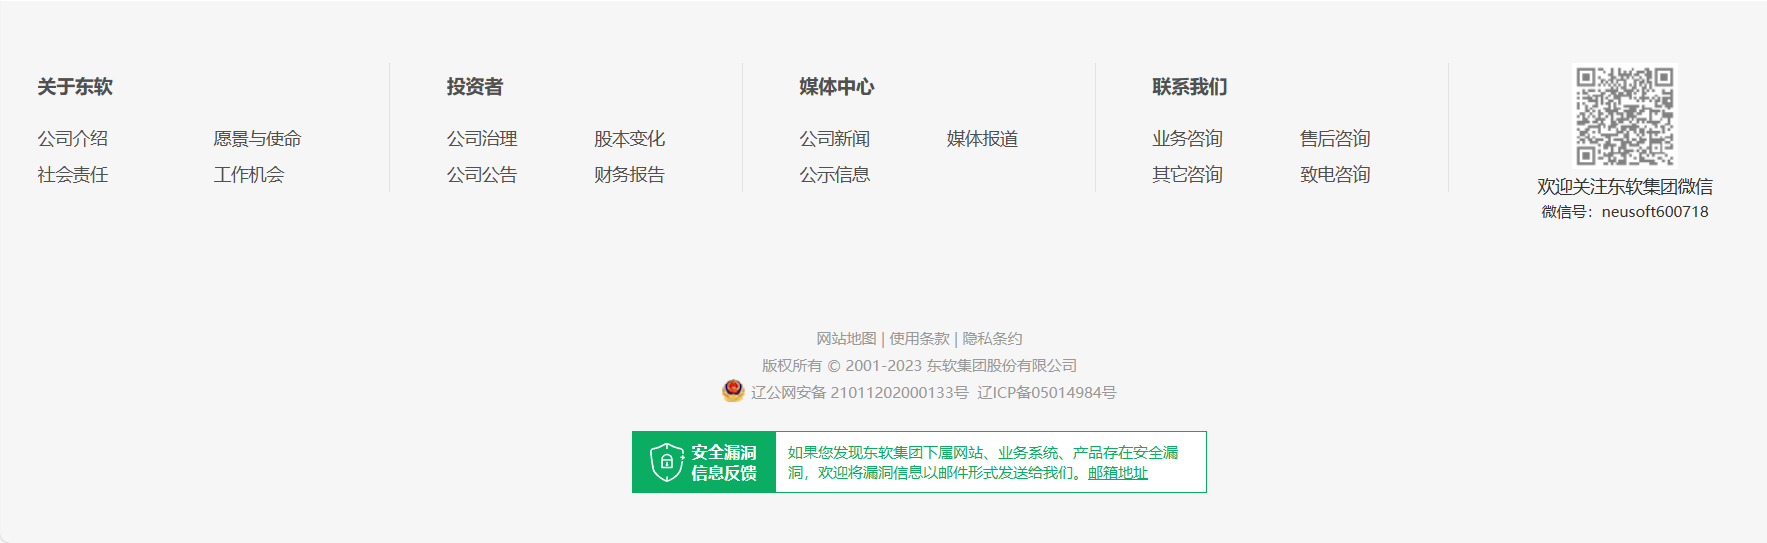 关于东软
公司介绍
愿景与使命
社会责任
工作机会
投资者
公司治理
股本变化
公司公告
财务报告
媒体中心
公司新闻
媒体报道
公示信息
联系我们
业务咨询
售后咨询
其它咨询
致电咨询
欢迎关注东软集团微信
微信号：neusoft600718
网站地图 | 使用条款 | 隐私条约
版权所有 © 2001-2023 东软集团股份有限公司
辽公网安备 21011202000133号 辽ICP备05014984号
安全漏洞
信息反馈
如果您发现东软集团下属网站、业务系统、产品存在安全漏
洞，欢迎将漏洞信息以邮件形式发送给我们。邮箱地址